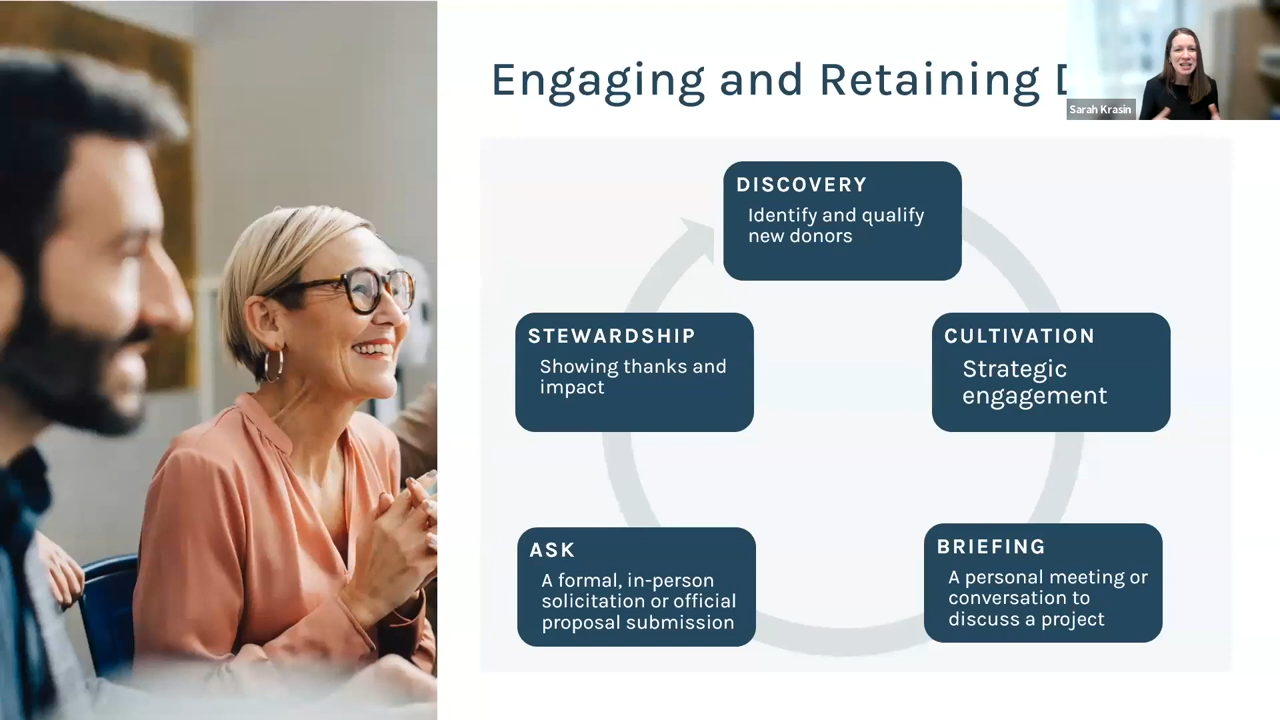 Engaging and Retaining
Sarah Krasin
DISCOVERY
Identify and qualify
new donors
STEWARDSHIP
Showing thanks and
impact
CULTIVATION
Strategic
engagement
ASK
A formal, in-person
solicitation or official
proposal submission
BRIEFING
A personal meeting or
conversation to
discuss a project